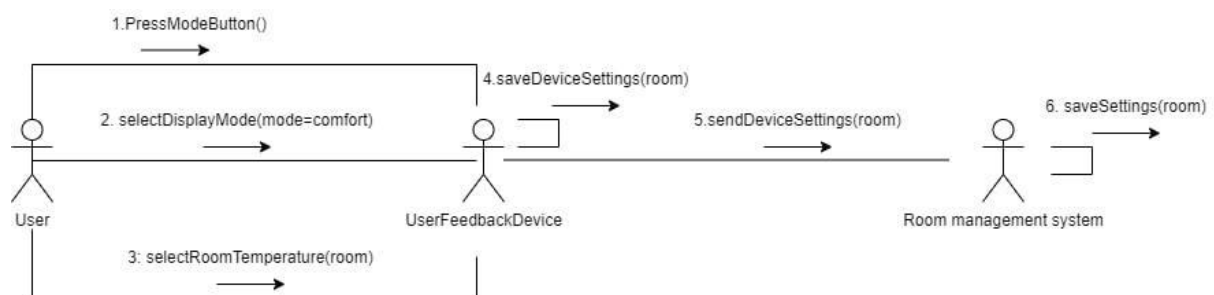 1.PressModeButton()
4.saveDeviceSettings(room)
2. selectDisplayMode(mode=comfort)
5.sendDeviceSettings(room)
6. saveSettings(room)
User
UserFeedbackDevice
Room management system
3: selectRoomTemperature(room)